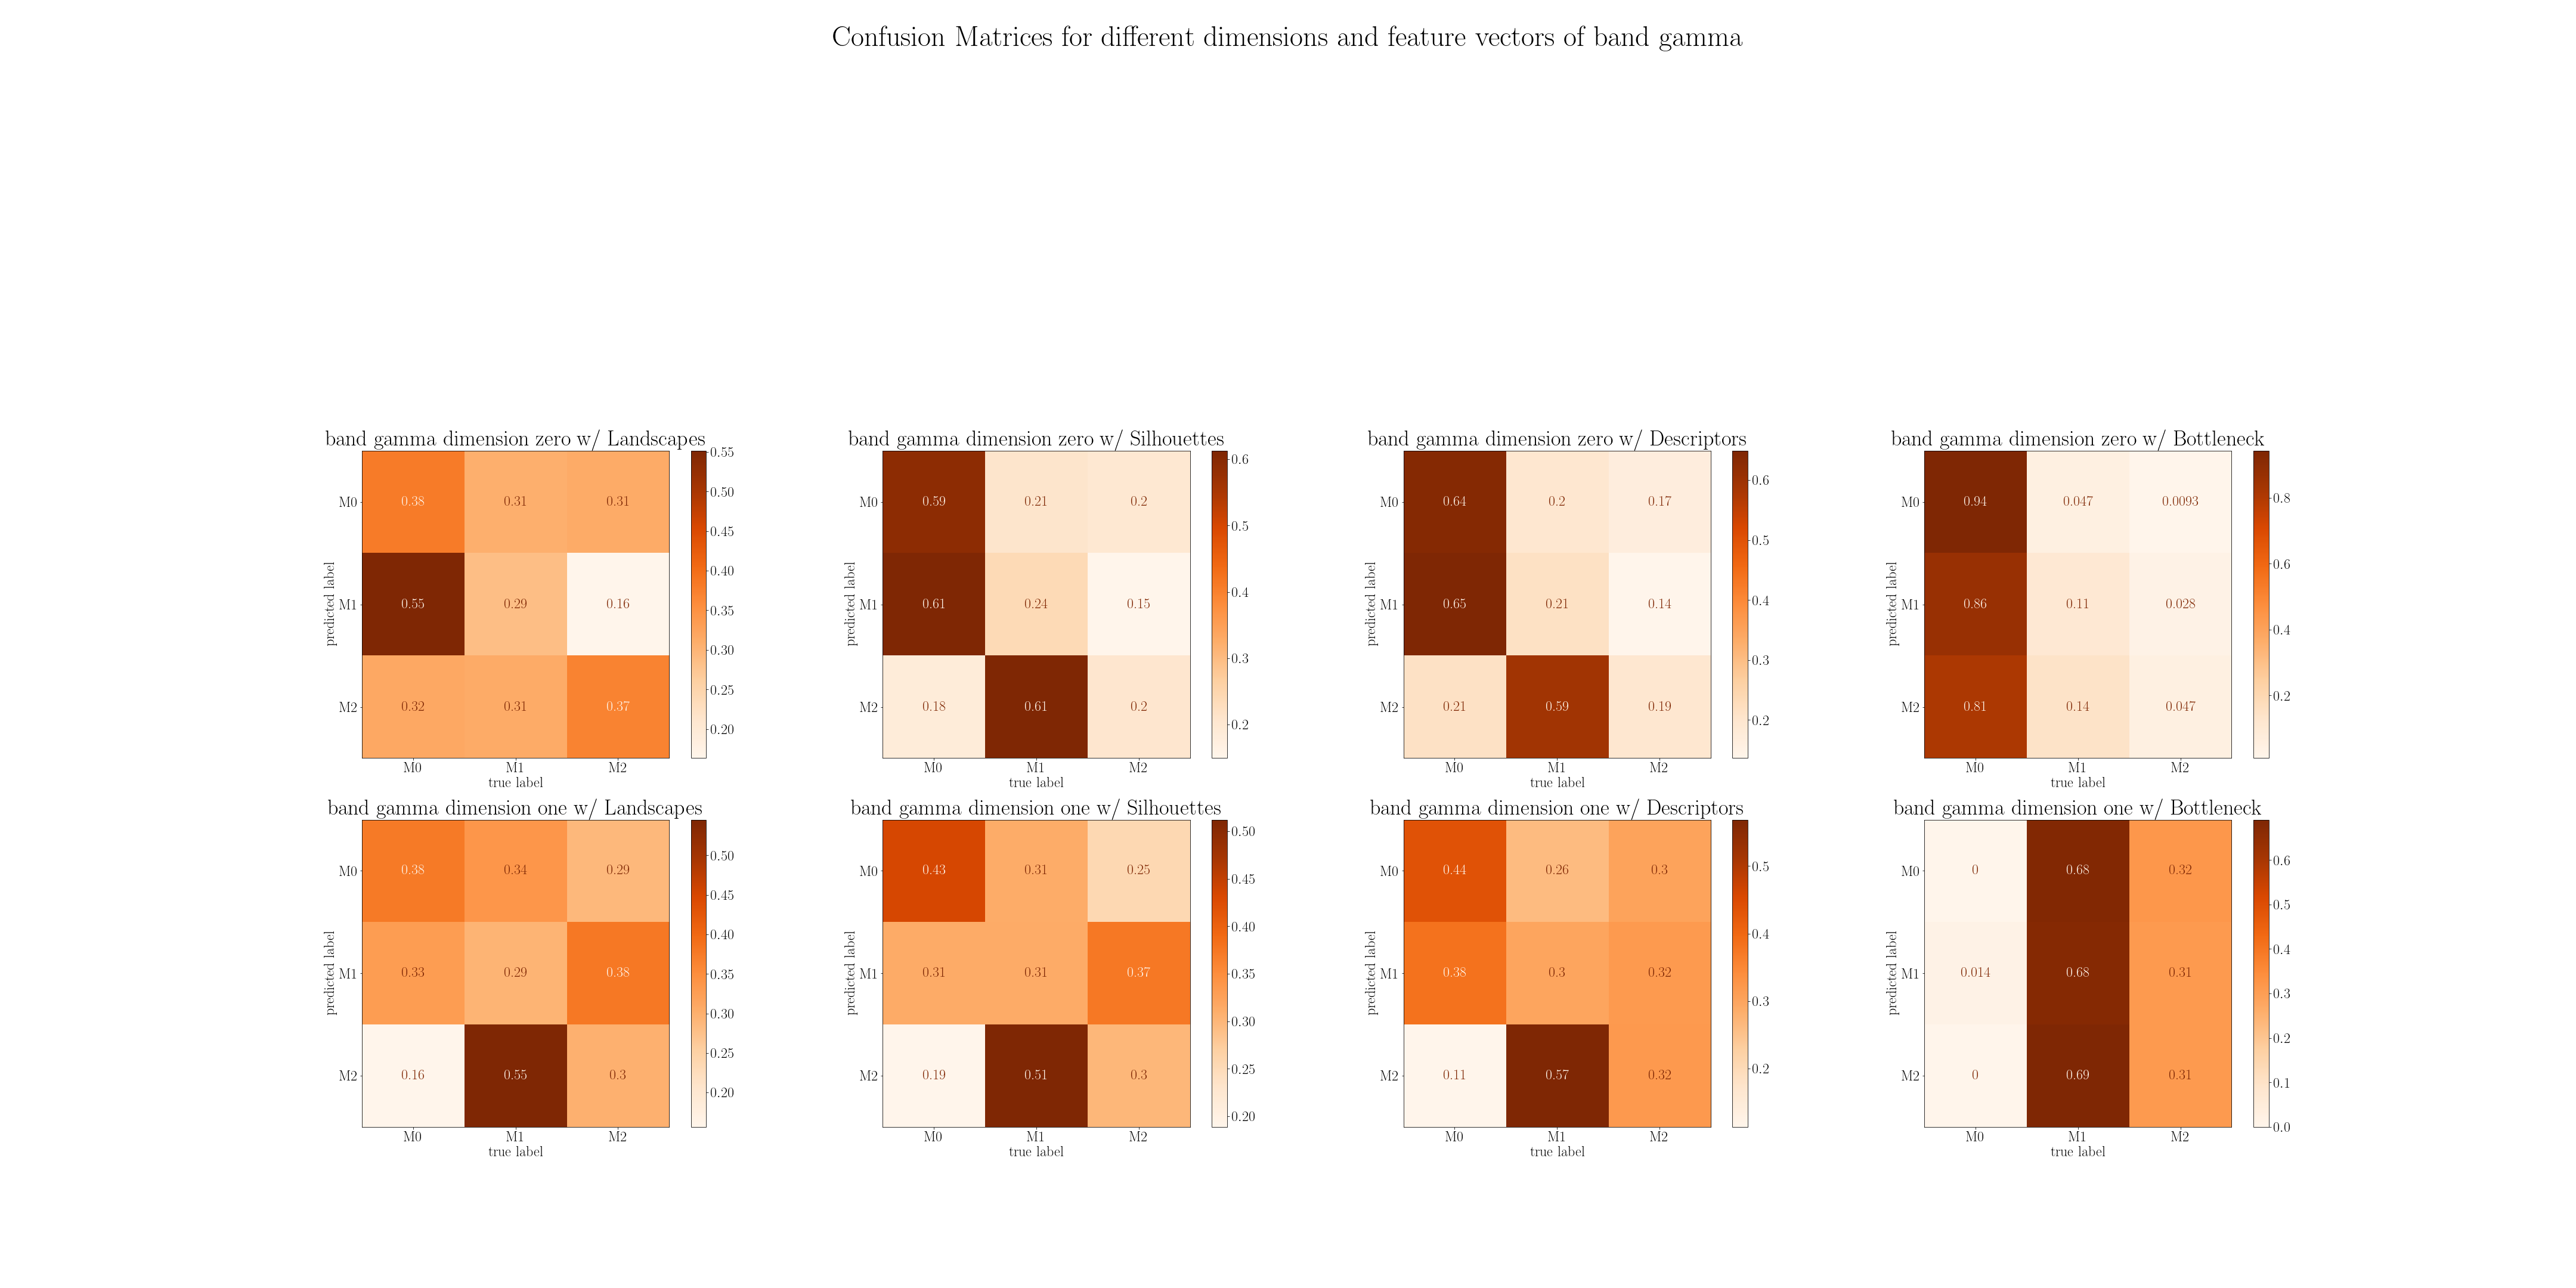 Confusion Matrices for different dimensions and feature vectors of band gamma
band gamma dimension zero w/ Landscapes
predicted label
M0 0.38 0.31 0.31
M1 0.55 0.29 0.16
M2 0.32 0.31 0.37
M0 M1 M2
true label
0.55
0.50
0.45
0.40
0.35
0.30
0.25
0.20
band gamma dimension zero w/ Silhouettes
predicted label
M0 0.59 0.21 0.2
M1 0.61 0.24 0.15
M2 0.18 0.61 0.2
M0 M1 M2
true label
0.6
0.5
0.4
0.3
0.2
band gamma dimension zero w/ Descriptors
predicted label
M0 0.64 0.2 0.17
M1 0.65 0.21 0.14
M2 0.21 0.59 0.19
M0 M1 M2
true label
0.6
0.5
0.4
0.3
0.2
band gamma dimension zero w/ Bottleneck
predicted label
M0 0.94 0.047 0.0093
M1 0.86 0.11 0.028
M2 0.81 0.14 0.047
M0 M1 M2
true label
0.8
0.6
0.4
0.2
band gamma dimension one w/ Landscapes
predicted label
M0 0.38 0.34 0.29
M1 0.33 0.29 0.38
M2 0.16 0.55 0.3
M0 M1 M2
true label
0.50
0.45
0.40
0.35
0.30
0.25
0.20
band gamma dimension one w/ Silhouettes
predicted label
M0 0.43 0.31 0.25
M1 0.31 0.31 0.37
M2 0.19 0.51 0.3
M0 M1 M2
true label
0.50
0.45
0.40
0.35
0.30
0.25
0.20
band gamma dimension one w/ Descriptors
predicted label
M0 0.44 0.26 0.3
M1 0.38 0.3 0.32
M2 0.11 0.57 0.32
M0 M1 M2
true label
0.5
0.4
0.3
0.2
band gamma dimension one w/ Bottleneck
predicted label
M0 0 0.68 0.32
M1 0.014 0.68 0.31
M2 0 0.69 0.31
M0 M1 M2
true label
0.6
0.5
0.4
0.3
0.2
0.1
0.0